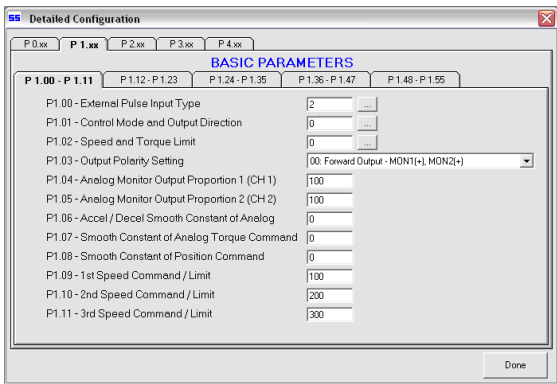 SS Detailed Configuration
P 0.xx P 1.xx P 2.xx P 3.xx P 4.xx
BASIC PARAMETERS
P 1.00 - P 1.11 P 1.12 - P 1.23 P 1.24 - P 1.35 P 1.36 - P 1.47 P 1.48 - P 1.55
P1.00 - External Pulse Input Type 2 ...
P1.01 - Control Mode and Output Direction 0 ...
P1.02 - Speed and Torque Limit 0 ...
P1.03 - Output Polarity Setting 00: Forward Output - MON1(+), MON2(+)
P1.04 - Analog Monitor Output Proportion 1 (CH 1) 100
P1.05 - Analog Monitor Output Proportion 2 (CH 2) 100
P1.06 - Accel / Decel Smooth Constant of Analog 0
P1.07 - Smooth Constant of Analog Torque Command 0
P1.08 - Smooth Constant of Position Command 0
P1.09 - 1st Speed Command / Limit 100
P1.10 - 2nd Speed Command / Limit 200
P1.11 - 3rd Speed Command / Limit 300
Done